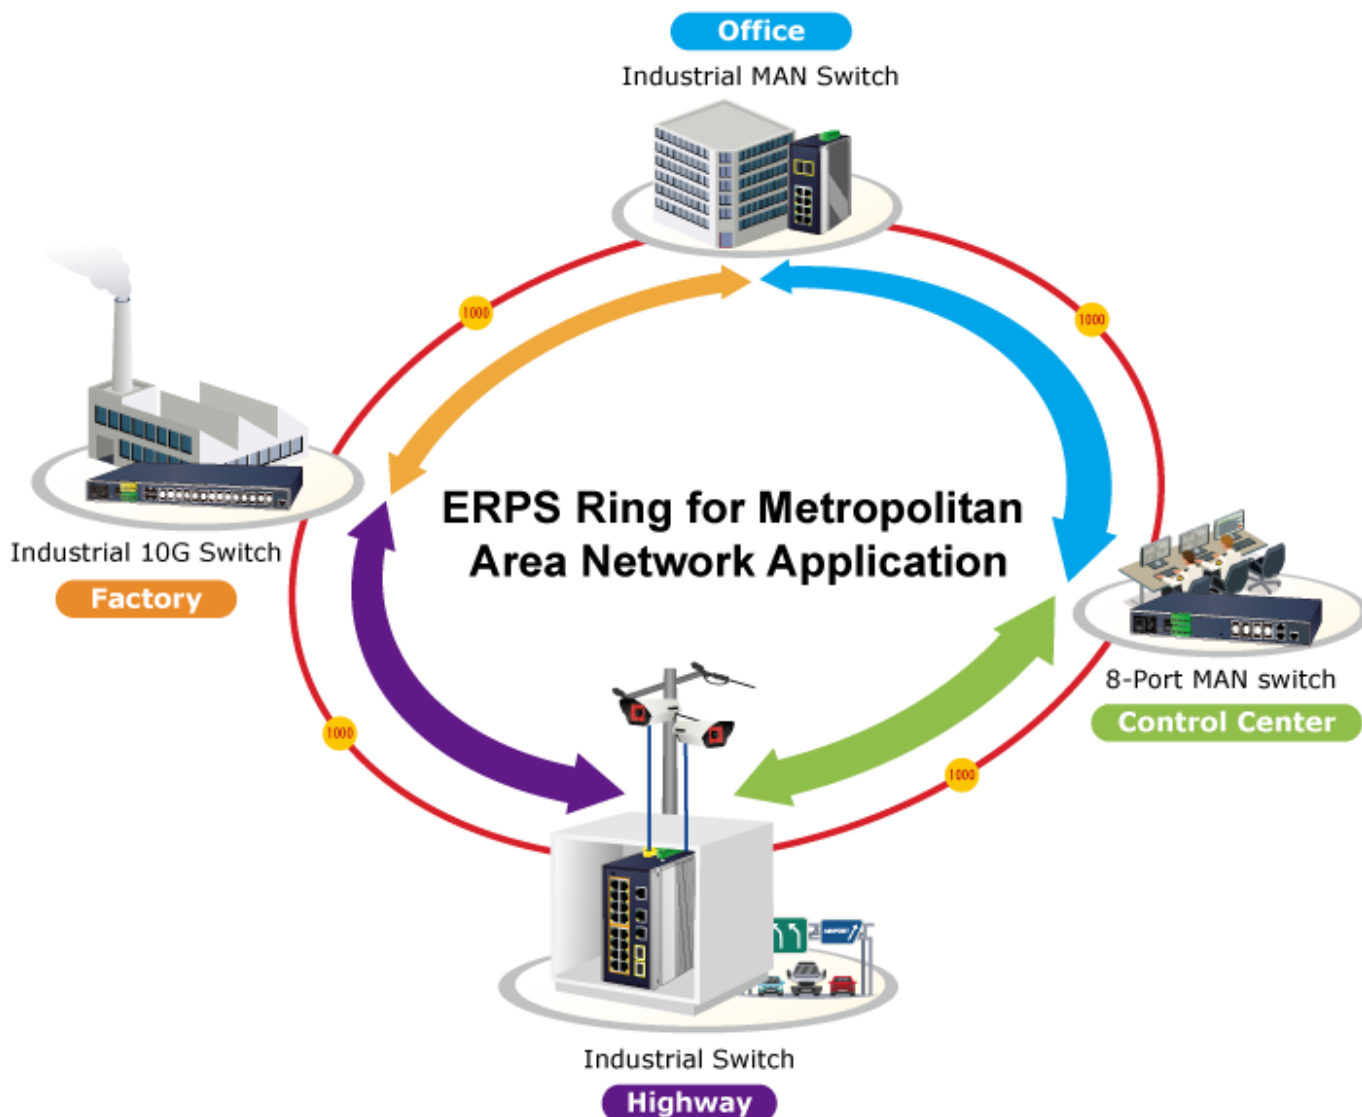 Office
Industrial MAN Switch
1000
1000
ERPS Ring for Metropolitan
Area Network Application
Industrial 10G Switch
Factory
8-Port MAN switch
Control Center
1000
1000
AIRPORT
Industrial Switch
Highway